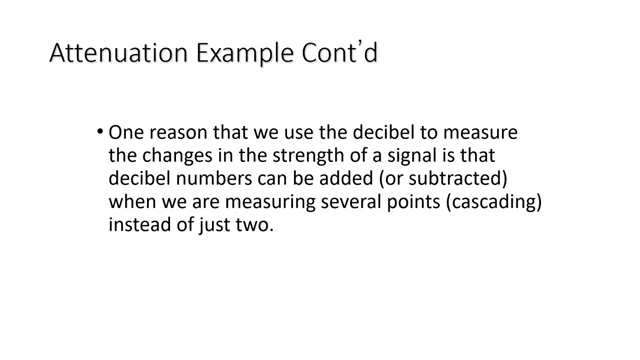 Attenuation Example Cont’d
• One reason that we use the decibel to measure
the changes in the strength of a signal is that
decibel numbers can be added (or subtracted)
when we are measuring several points (cascading)
instead of just two.